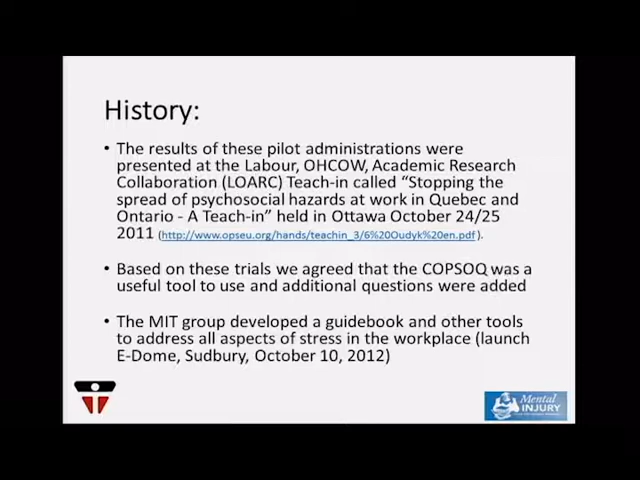 History:
• The results of these pilot administrations were
presented at the Labour, OHCOW, Academic Research
Collaboration (LOARC) Teach-in called “Stopping the
spread of psychosocial hazards at work in Quebec and
Ontario - A Teach-in” held in Ottawa October 24/25
2011 (http://www.opseu.org/hands/teachin_3/6%20Oudyk%20en.pdf ).
• Based on these trials we agreed that the COPSOQ was a
useful tool to use and additional questions were added
• The MIT group developed a guidebook and other tools
to address all aspects of stress in the workplace (launch
E-Dome, Sudbury, October 10, 2012)
Mental
INJURY